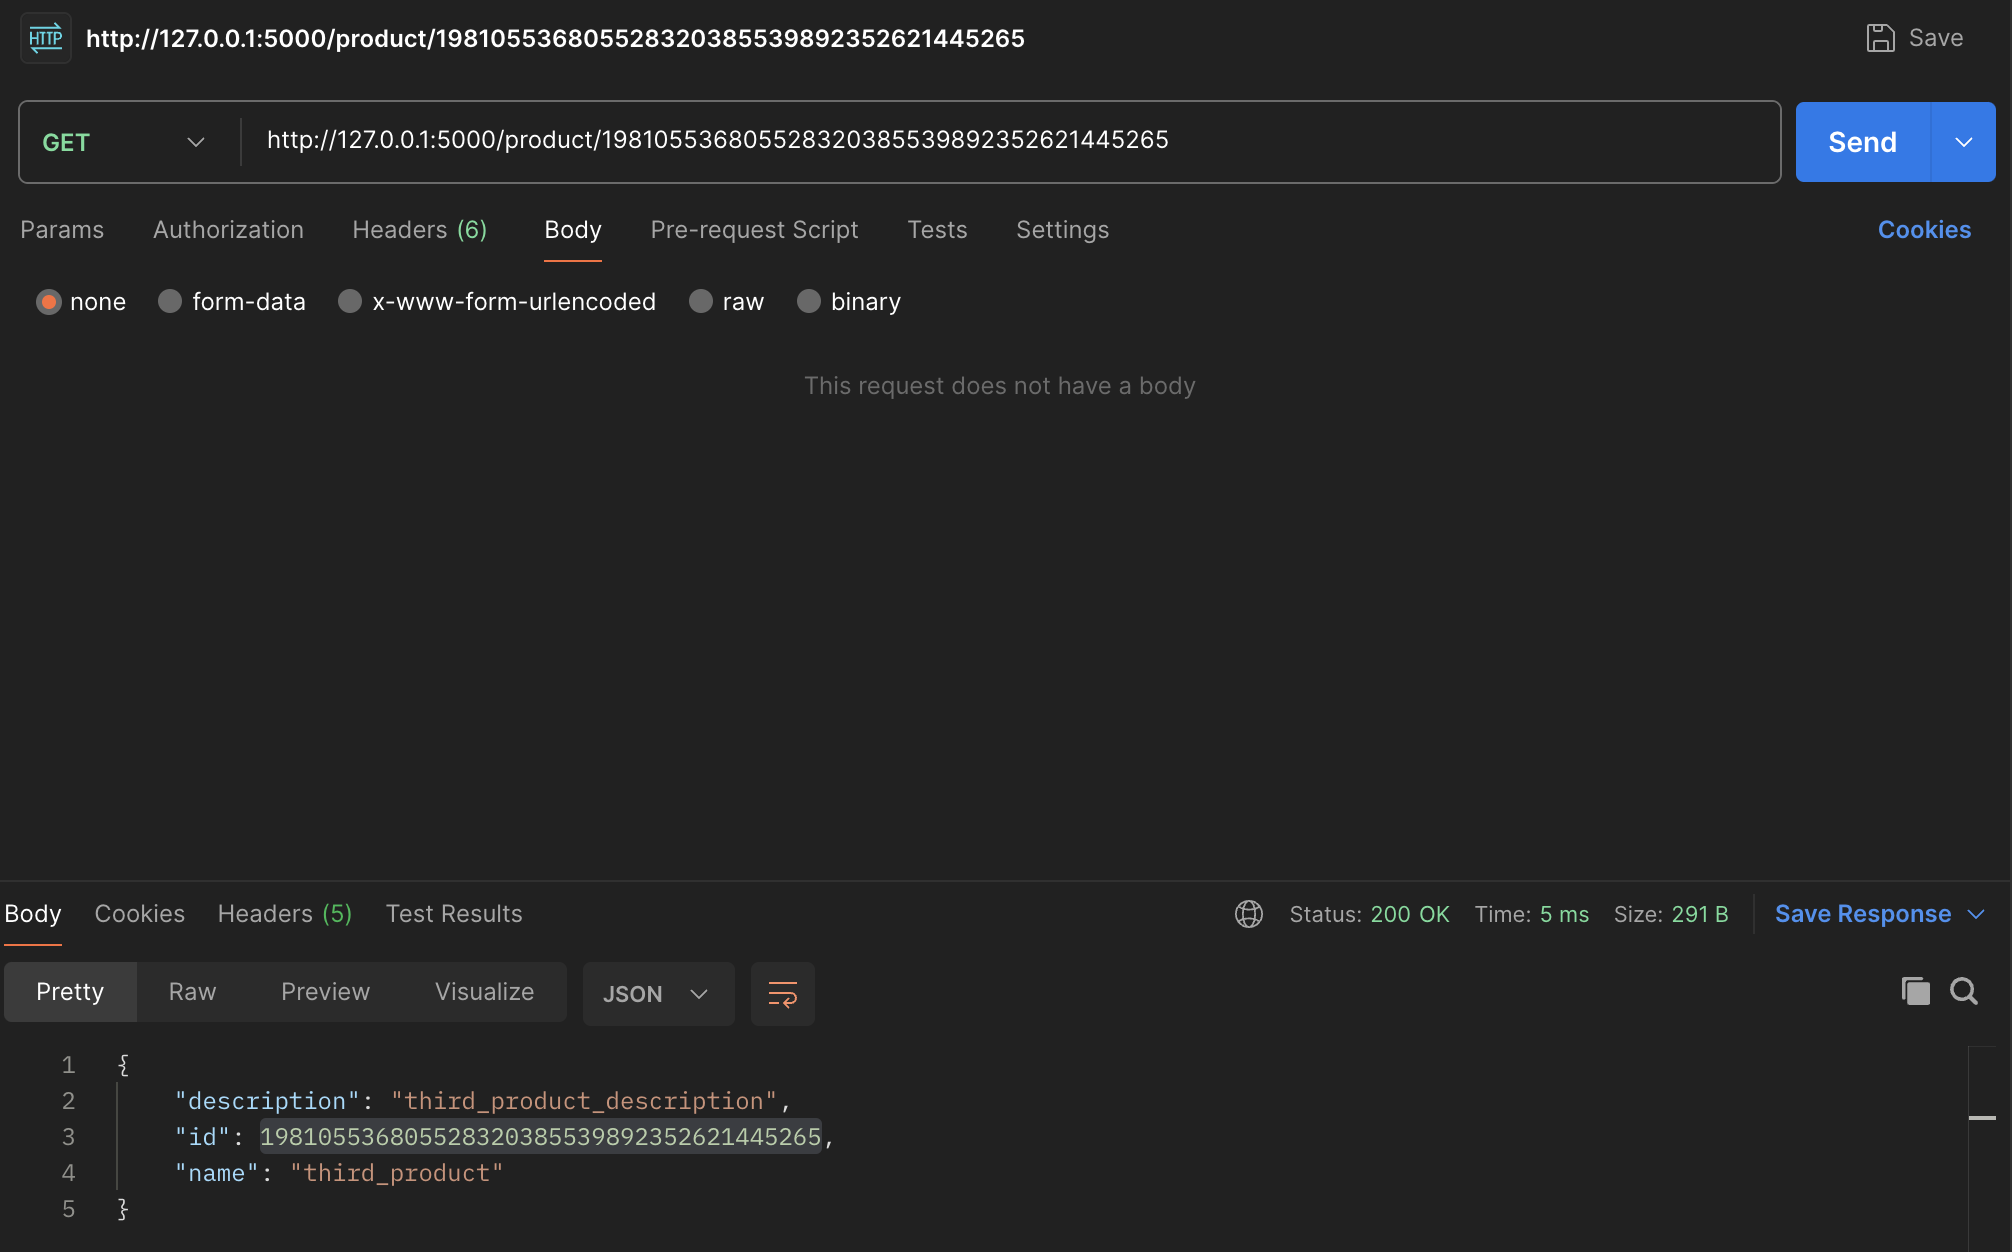 HTTP http://127.0.0.1:5000/product/198105536805528320385539892352621445265 Save
GET http://127.0.0.1:5000/product/198105536805528320385539892352621445265 Send
Params Authorization Headers (6) Body Pre-request Script Tests Settings Cookies
none form-data x-www-form-urlencoded raw binary
This request does not have a body
Body Cookies Headers (5) Test Results Status: 200 OK Time: 5 ms Size: 291 B Save Response
Pretty Raw Preview Visualize JSON
1 {
2 "description": "third_product_description",
3 "id": 198105536805528320385539892352621445265,
4 "name": "third_product"
5 }